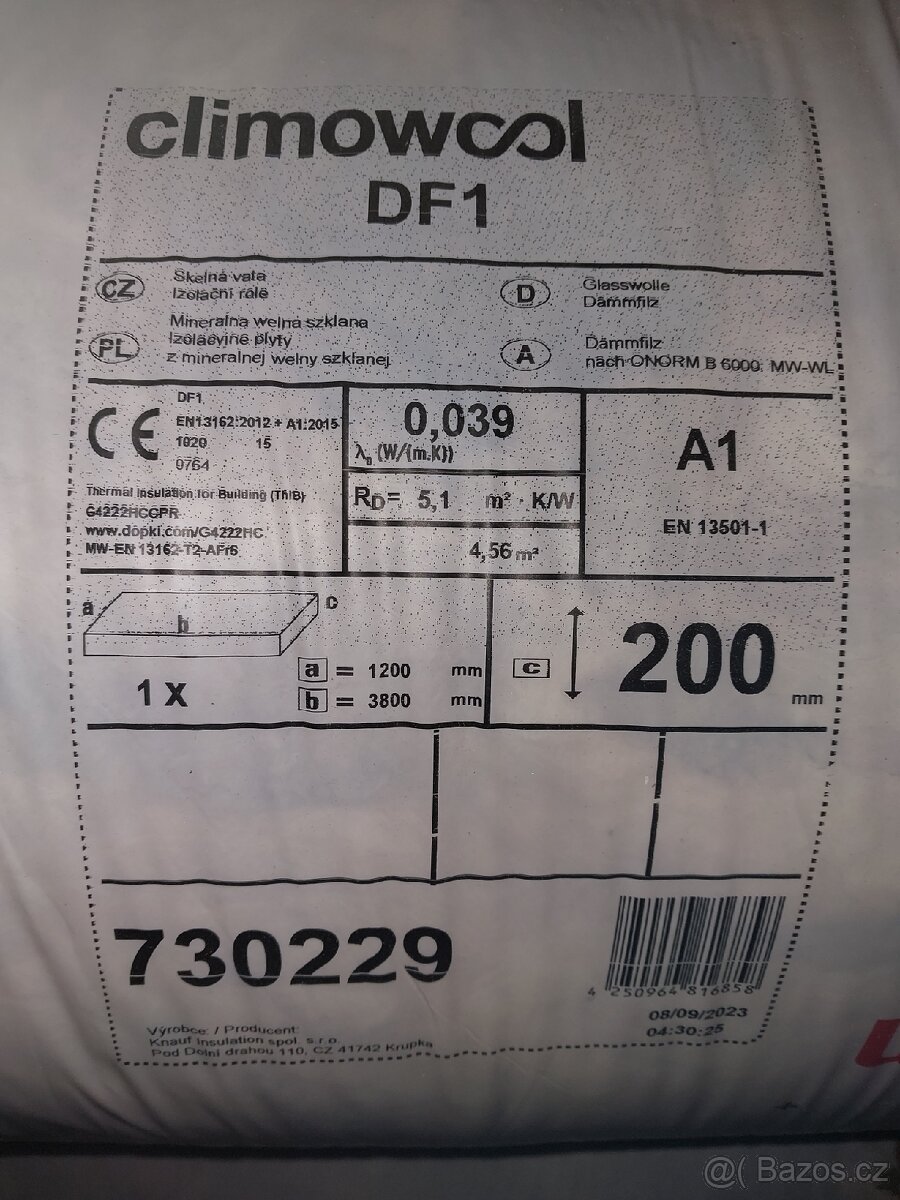 climowool
DF1
CZ
Skelná vata
Izolační role
D
Glasswolle
Dämmfilz
PL
Mineralna wełna szklana
Izolacyjne płyty
z mineralnej wełny szklanej
A
Dämmfilz
nach ÖNORM B 6000: MW-WL
CE
DF1
EN13162:2012 + A1:2015
1020 15
0764
Thermal Insulation for Building (ThIB)
G4222HCCPR
www.dopki.com/G4222HC
MW-EN 13162-T2-AFr5
0,039
λD (W/(m.K))
RD= 5,1 m² · K/W
4,56 m²
A1
EN 13501-1
a
b
c
1 X
a = 1200 mm
b = 3800 mm
c
200 mm
730229
4 250964 816858
08/09/2023
04:30:25
Výrobce: / Producent:
Knauf Insulation spol. s.r.o.
Pod Dolní drahou 110, CZ 41742 Krupka
@( Bazos.cz